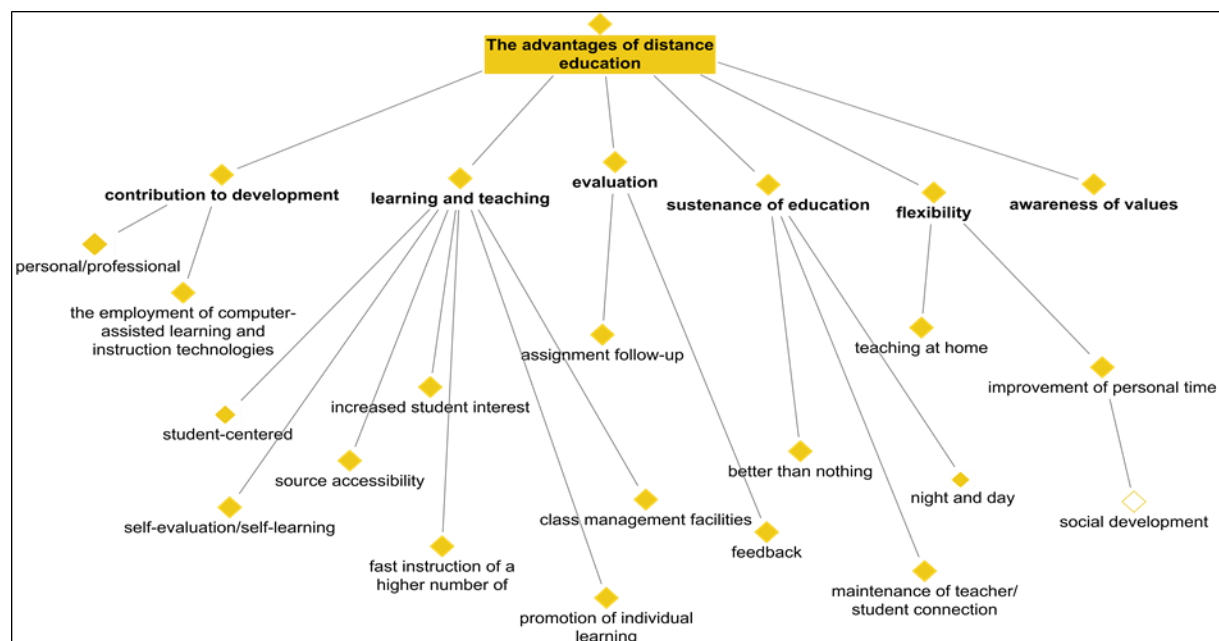 The advantages of distance
education
contribution to development
learning and teaching
evaluation
sustenance of education
flexibility
awareness of values
personal/professional
the employment of computer-
assisted learning and
instruction technologies
student-centered
self-evaluation/self-learning
source accessibility
increased student interest
fast instruction of a
higher number of
promotion of individual
learning
class management facilities
assignment follow-up
feedback
better than nothing
maintenance of teacher/
student connection
night and day
teaching at home
improvement of personal time
social development